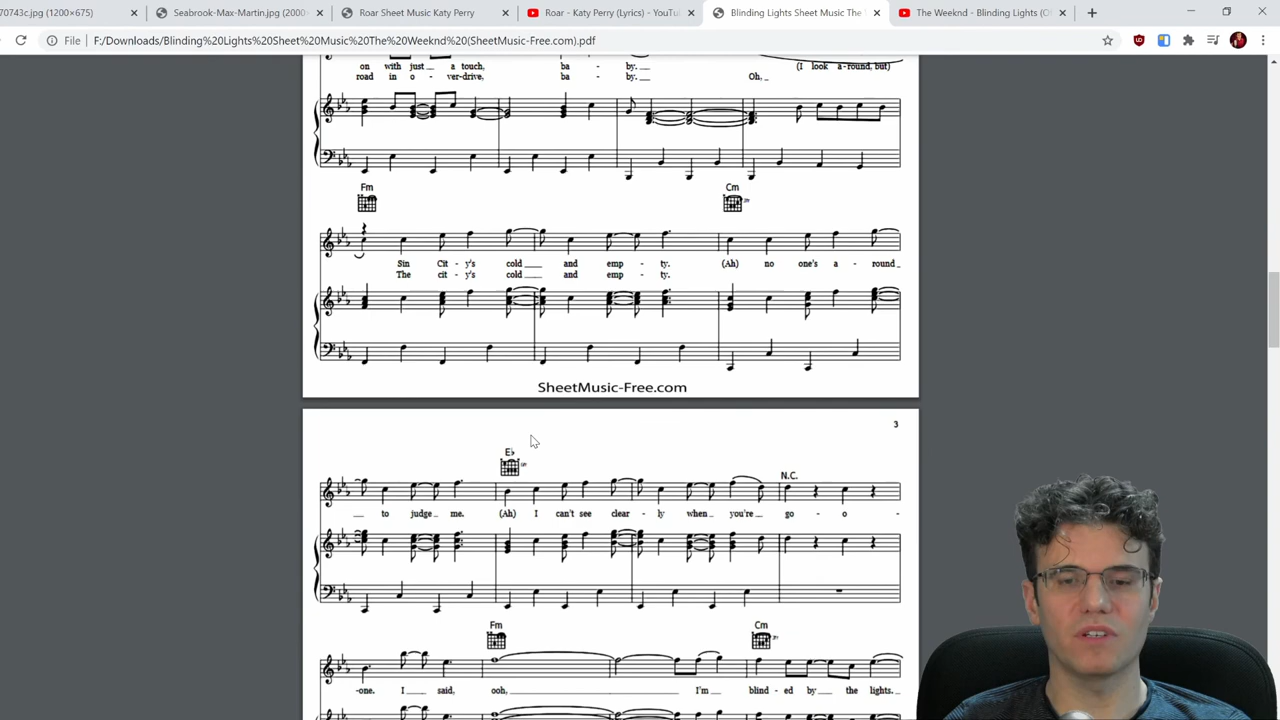 70743c.jpg (1200×675)
Seabrook-Max-Martin.jpg (2000×
Roar Sheet Music Katy Perry
Roar - Katy Perry (Lyrics) - YouTu
Blinding Lights Sheet Music The
The Weeknd - Blinding Lights (O
File F:/Downloads/Blinding%20Lights%20Sheet%20Music%20The%20Weeknd%20(SheetMusic-Free.com).pdf
on with just a touch, ba - by. (I look a-round, but)
road in o - ver-drive, ba - by. Oh,
Fm Cm
Sin Cit - y's cold and emp - ty. (Ah) no one's a - round
The cit - y's cold and emp - ty.
SheetMusic-Free.com
3
E♭
N.C.
to judge me. (Ah) I can't see clear - ly when you're go - o -
Fm Cm
-one. I said, ooh, I'm blind - ed by the lights.